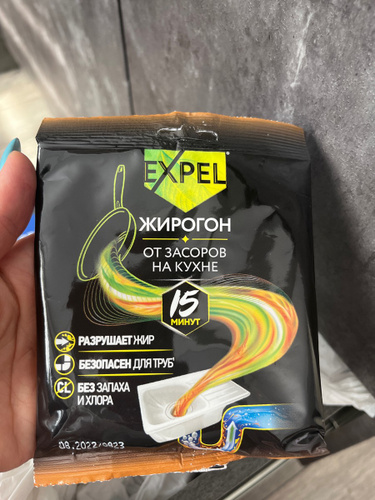 EXPEL
ЖИРОГОН
ОТ ЗАСОРОВ
НА КУХНЕ
15
МИНУТ
РАЗРУШАЕТ ЖИР
БЕЗОПАСЕН ДЛЯ ТРУБ
CL
БЕЗ ЗАПАХА
И ХЛОРА